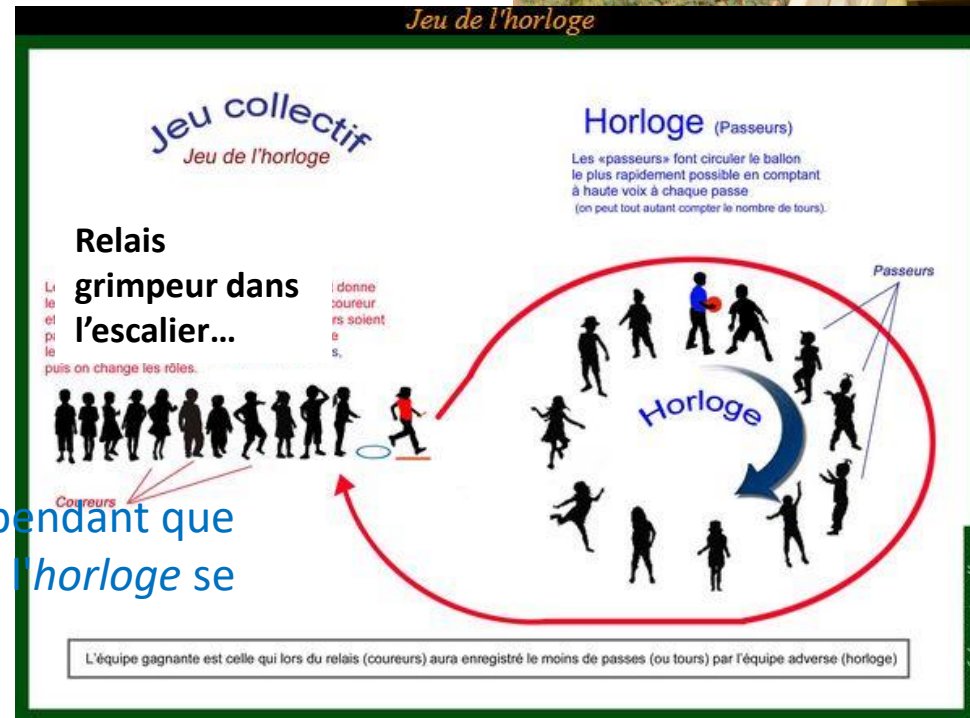 Jeu de l'horloge
Jeu collectif
Jeu de l'horloge
Horloge (Passeurs)
Les «passeurs» font circuler le ballon
le plus rapidement possible en comptant
à haute voix à chaque passe
(on peut tout autant compter le nombre de tours).
Relais
grimpeur dans
l'escalier...
donne
coureur
rs soient
puis on change les rôles.
Passeurs
Horloge
Coureurs
pendant que
l'horloge se
L'équipe gagnante est celle qui lors du relais (coureurs) aura enregistré le moins de passes (ou tours) par l'équipe adverse (horloge)